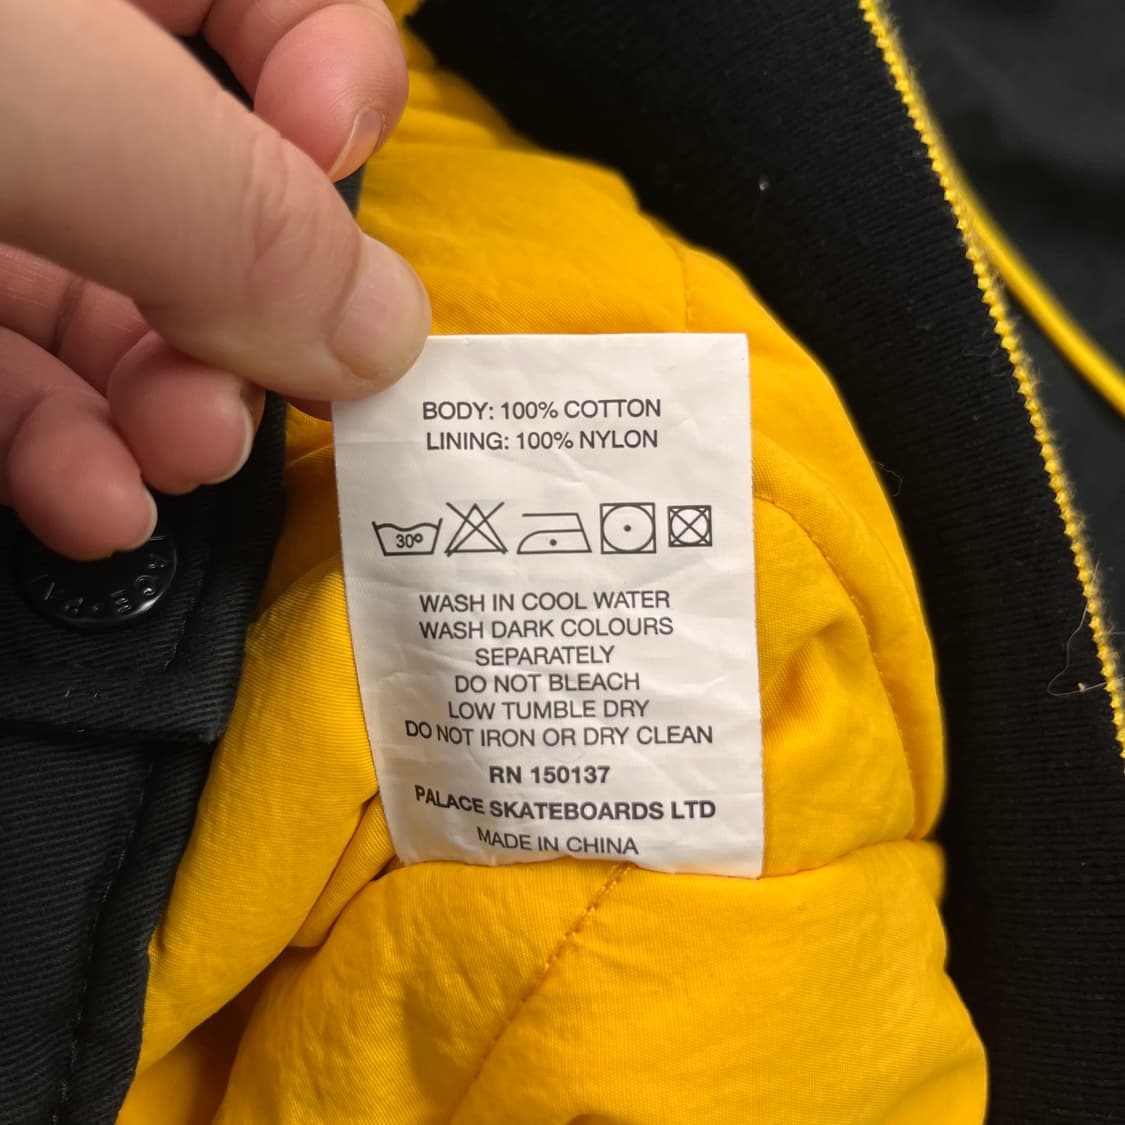 BODY: 100% COTTON
LINING: 100% NYLON
30º
WASH IN COOL WATER
WASH DARK COLOURS
SEPARATELY
DO NOT BLEACH
LOW TUMBLE DRY
DO NOT IRON OR DRY CLEAN
RN 150137
PALACE SKATEBOARDS LTD
MADE IN CHINA